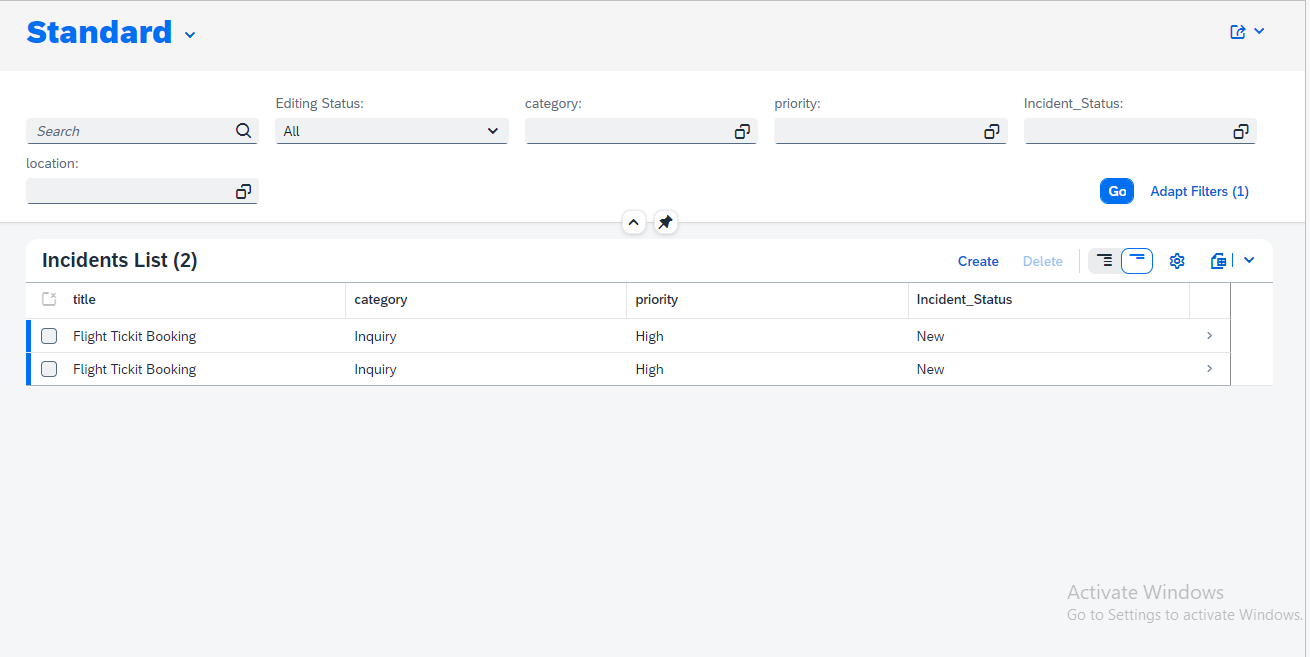 Standard
Editing Status:
category:
priority:
Incident_Status:
Search
All
location:
Go
Adapt Filters (1)
Incidents List (2)
Create
Delete
title
category
priority
Incident_Status
Flight Tickit Booking
Inquiry
High
New
Flight Tickit Booking
Inquiry
High
New
Activate Windows
Go to Settings to activate Windows.